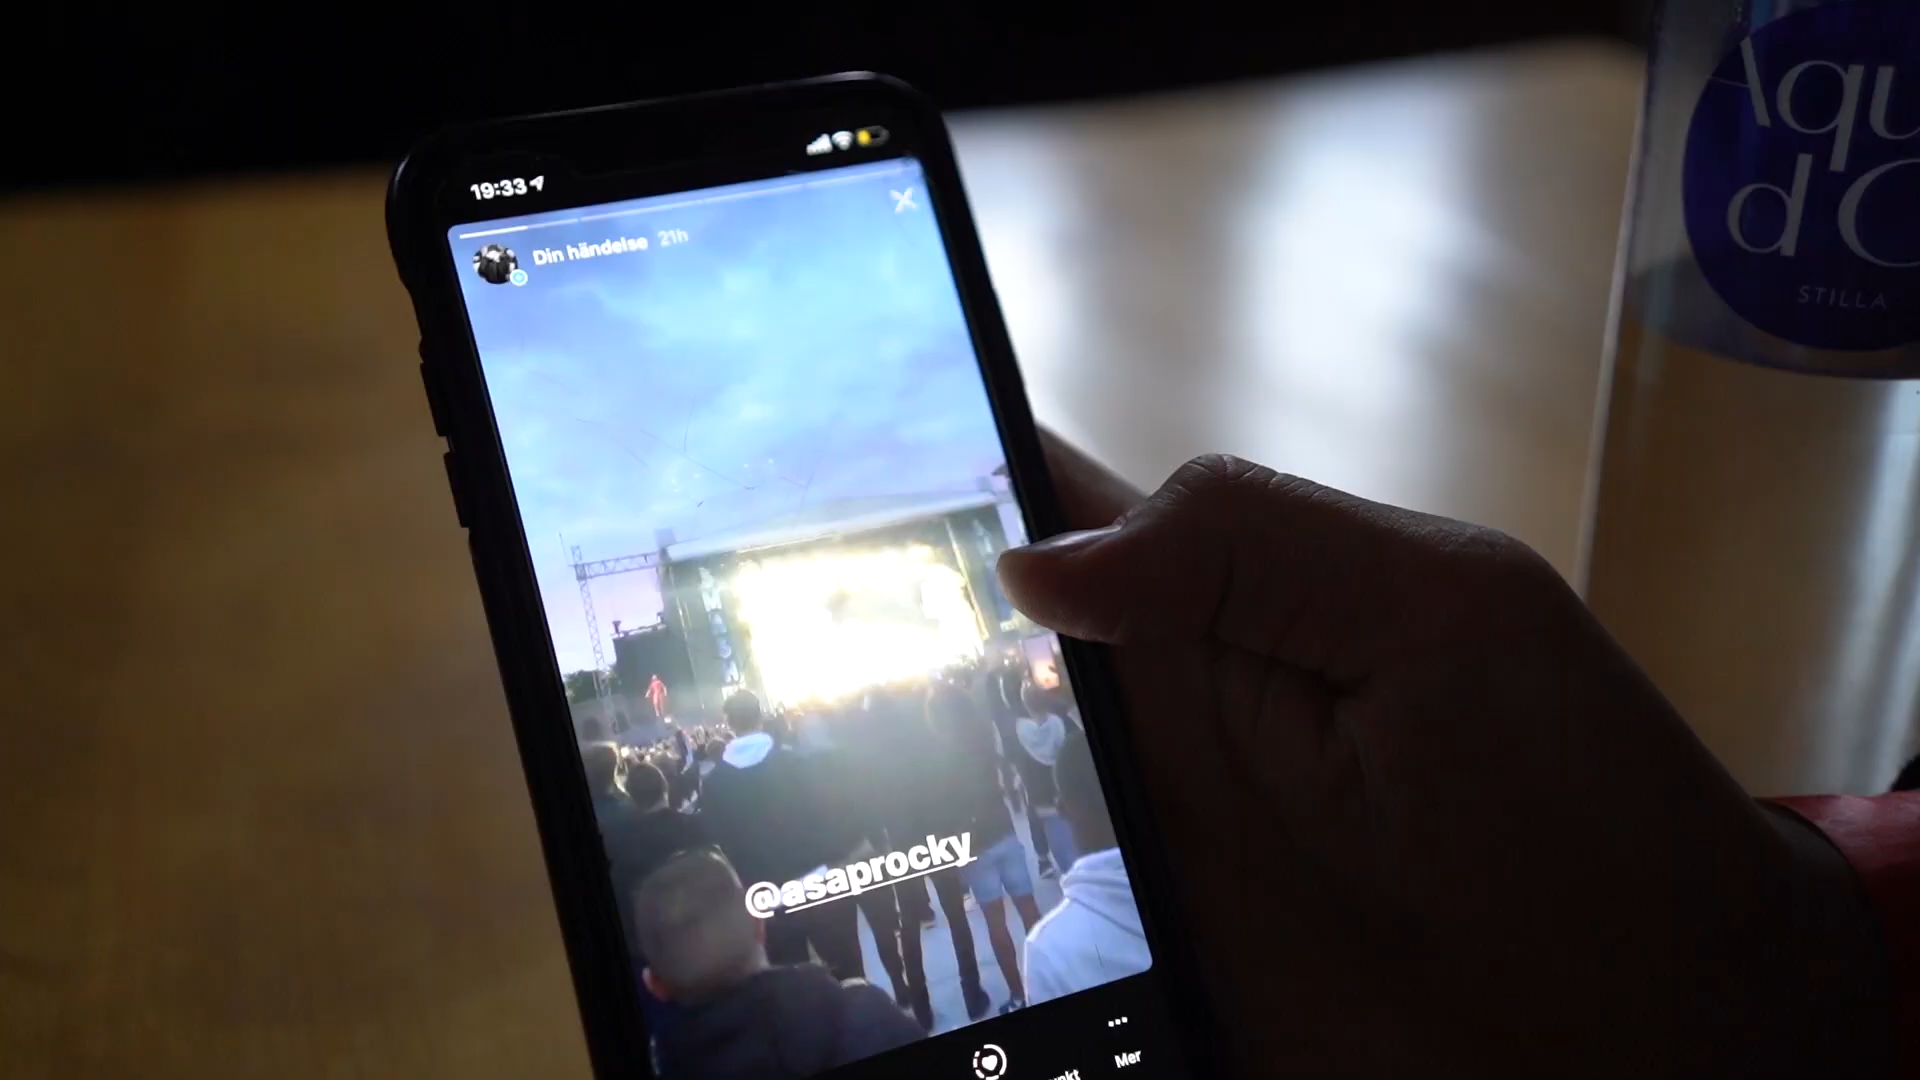 19:33
Din händelse 21h
@asaprocky
Mer
Aqu
d'O
STILLA